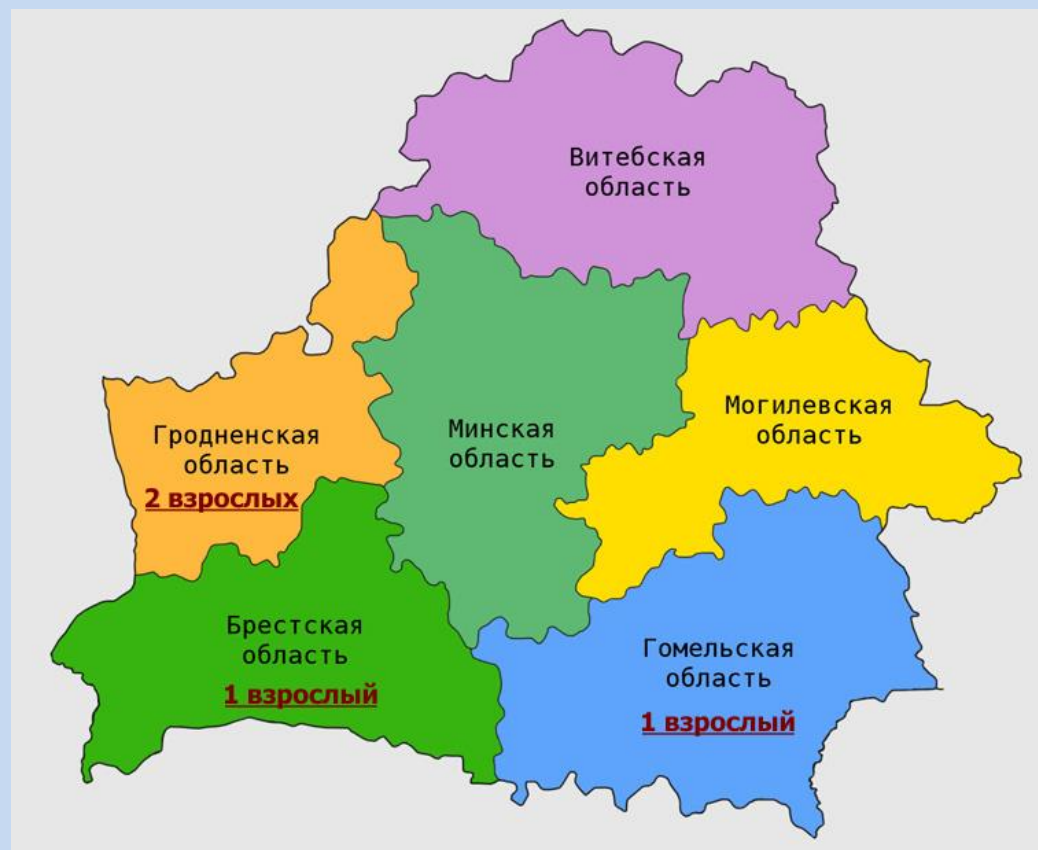 Витебская
область
Могилевская
область
Минская
область
Гродненская
область
2 взрослых
Брестская
область
1 взрослый
Гомельская
область
1 взрослый